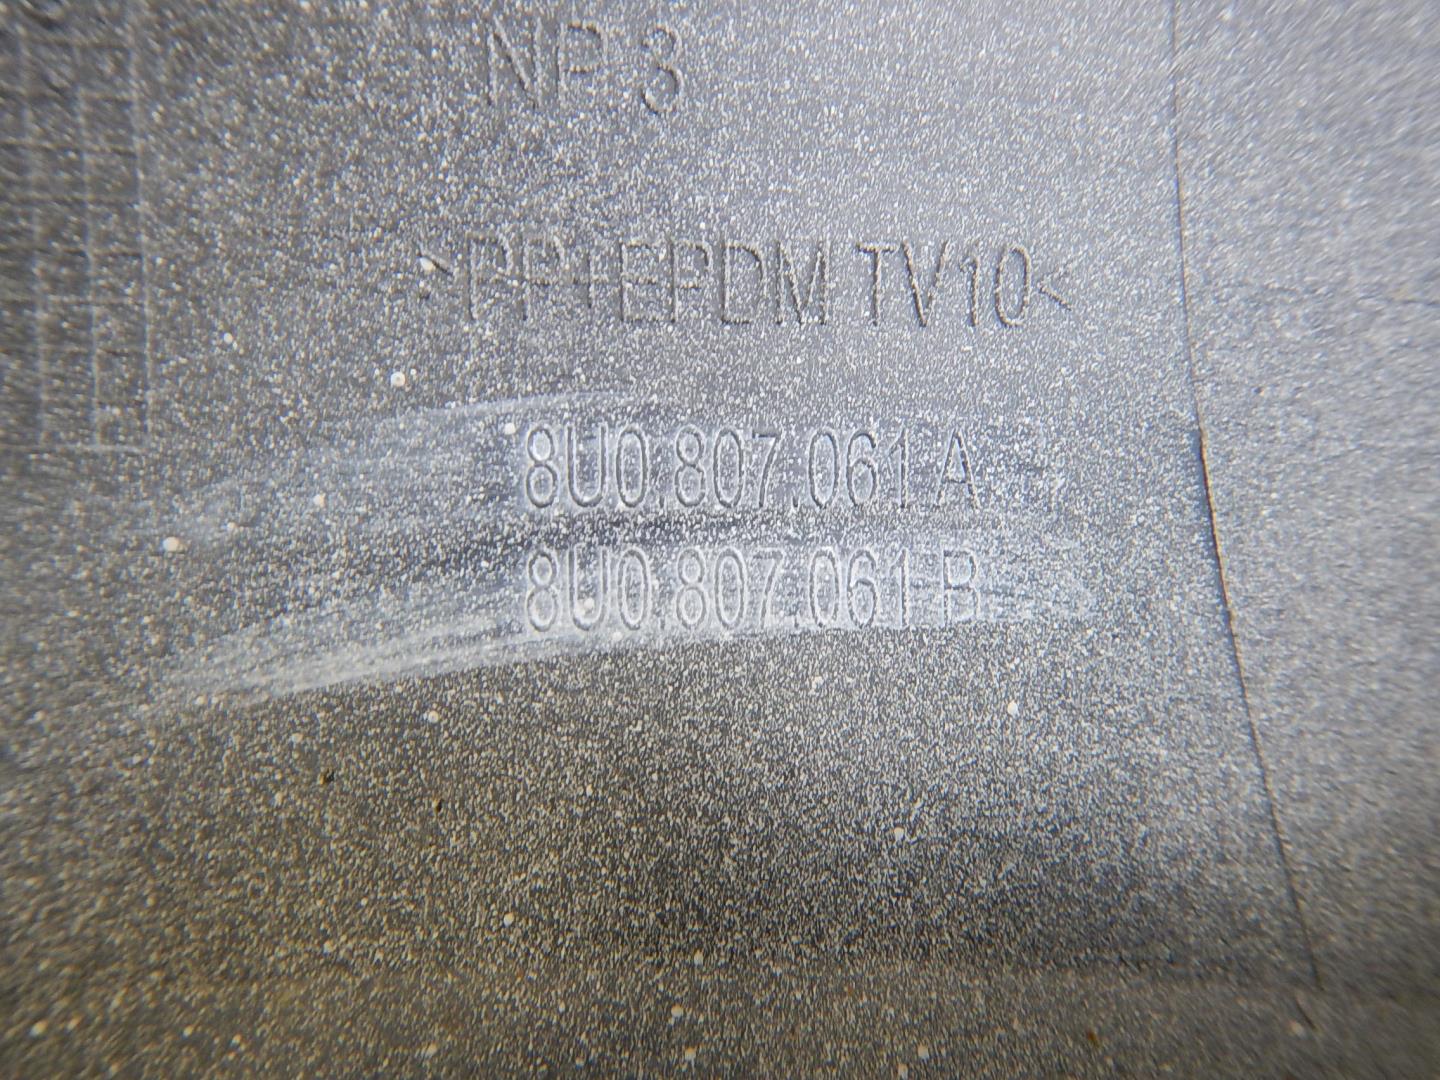 NP 3
>PP+EPDM TV10<
8U0.807.061 A
8U0.807.061 B